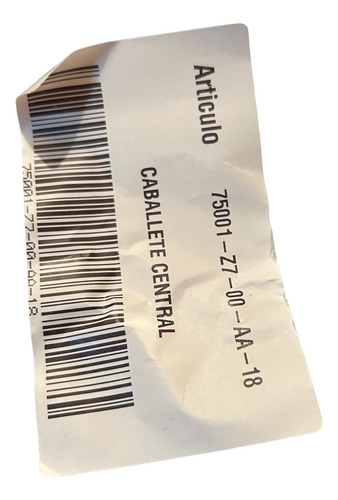 Articulo 75001-Z7-00-AA-18
CABALLETE CENTRAL
75001-Z7-00-AA-18